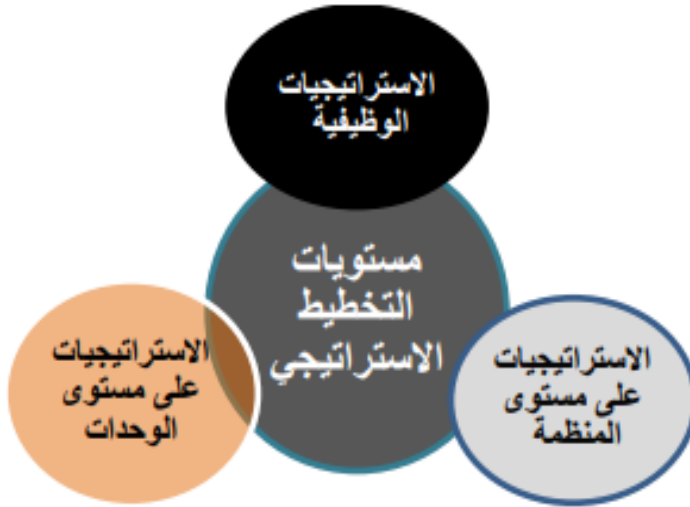 الاستراتيجيات
الوظيفية
مستويات
التخطيط
الاستراتيجي
الاستراتيجيات
على مستوى
المنظمة
الاستراتيجيات
على مستوى
الوحدات